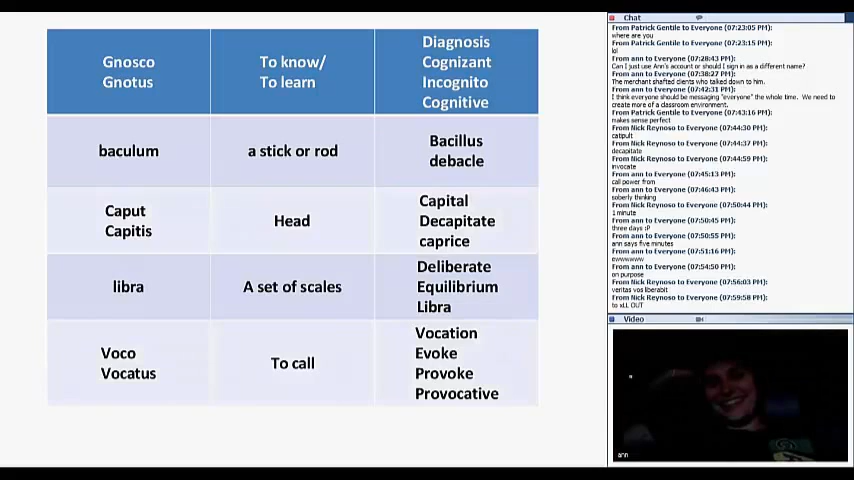 Gnosco
Gnotus
To know/
To learn
Diagnosis
Cognizant
Incognito
Cognitive
baculum
a stick or rod
Bacillus
debacle
Caput
Capitis
Head
Capital
Decapitate
caprice
libra
A set of scales
Deliberate
Equilibrium
Libra
Voco
Vocatus
To call
Vocation
Evoke
Provoke
Provocative
Chat
From Patrick Gentile to Everyone (07:23:05 PM):
where are you
From Patrick Gentile to Everyone (07:23:15 PM):
lol
From ann to Everyone (07:28:43 PM):
Can I just use Ann's account or should I sign in as a different name?
From ann to Everyone (07:38:27 PM):
The merchant shafted clients who talked down to him.
From ann to Everyone (07:42:31 PM):
I think everyone should be messaging "everyone" the whole time. We need to
create more of a classroom environment.
From Patrick Gentile to Everyone (07:43:16 PM):
makes sense perfect
From Nick Reynoso to Everyone (07:44:30 PM):
catipult
From Nick Reynoso to Everyone (07:44:37 PM):
decapitate
From Nick Reynoso to Everyone (07:44:59 PM):
invocate
From ann to Everyone (07:45:13 PM):
call power from
From ann to Everyone (07:46:43 PM):
soberly thinking
From Nick Reynoso to Everyone (07:50:44 PM):
1 minute
From ann to Everyone (07:50:45 PM):
three days :P
From ann to Everyone (07:50:55 PM):
ann says five minutes
From ann to Everyone (07:51:16 PM):
ewwwwww
From ann to Everyone (07:54:50 PM):
on purpose
From Nick Reynoso to Everyone (07:56:03 PM):
veritas vos liberabit
From Nick Reynoso to Everyone (07:59:58 PM):
to xLL OUT
Video
ann